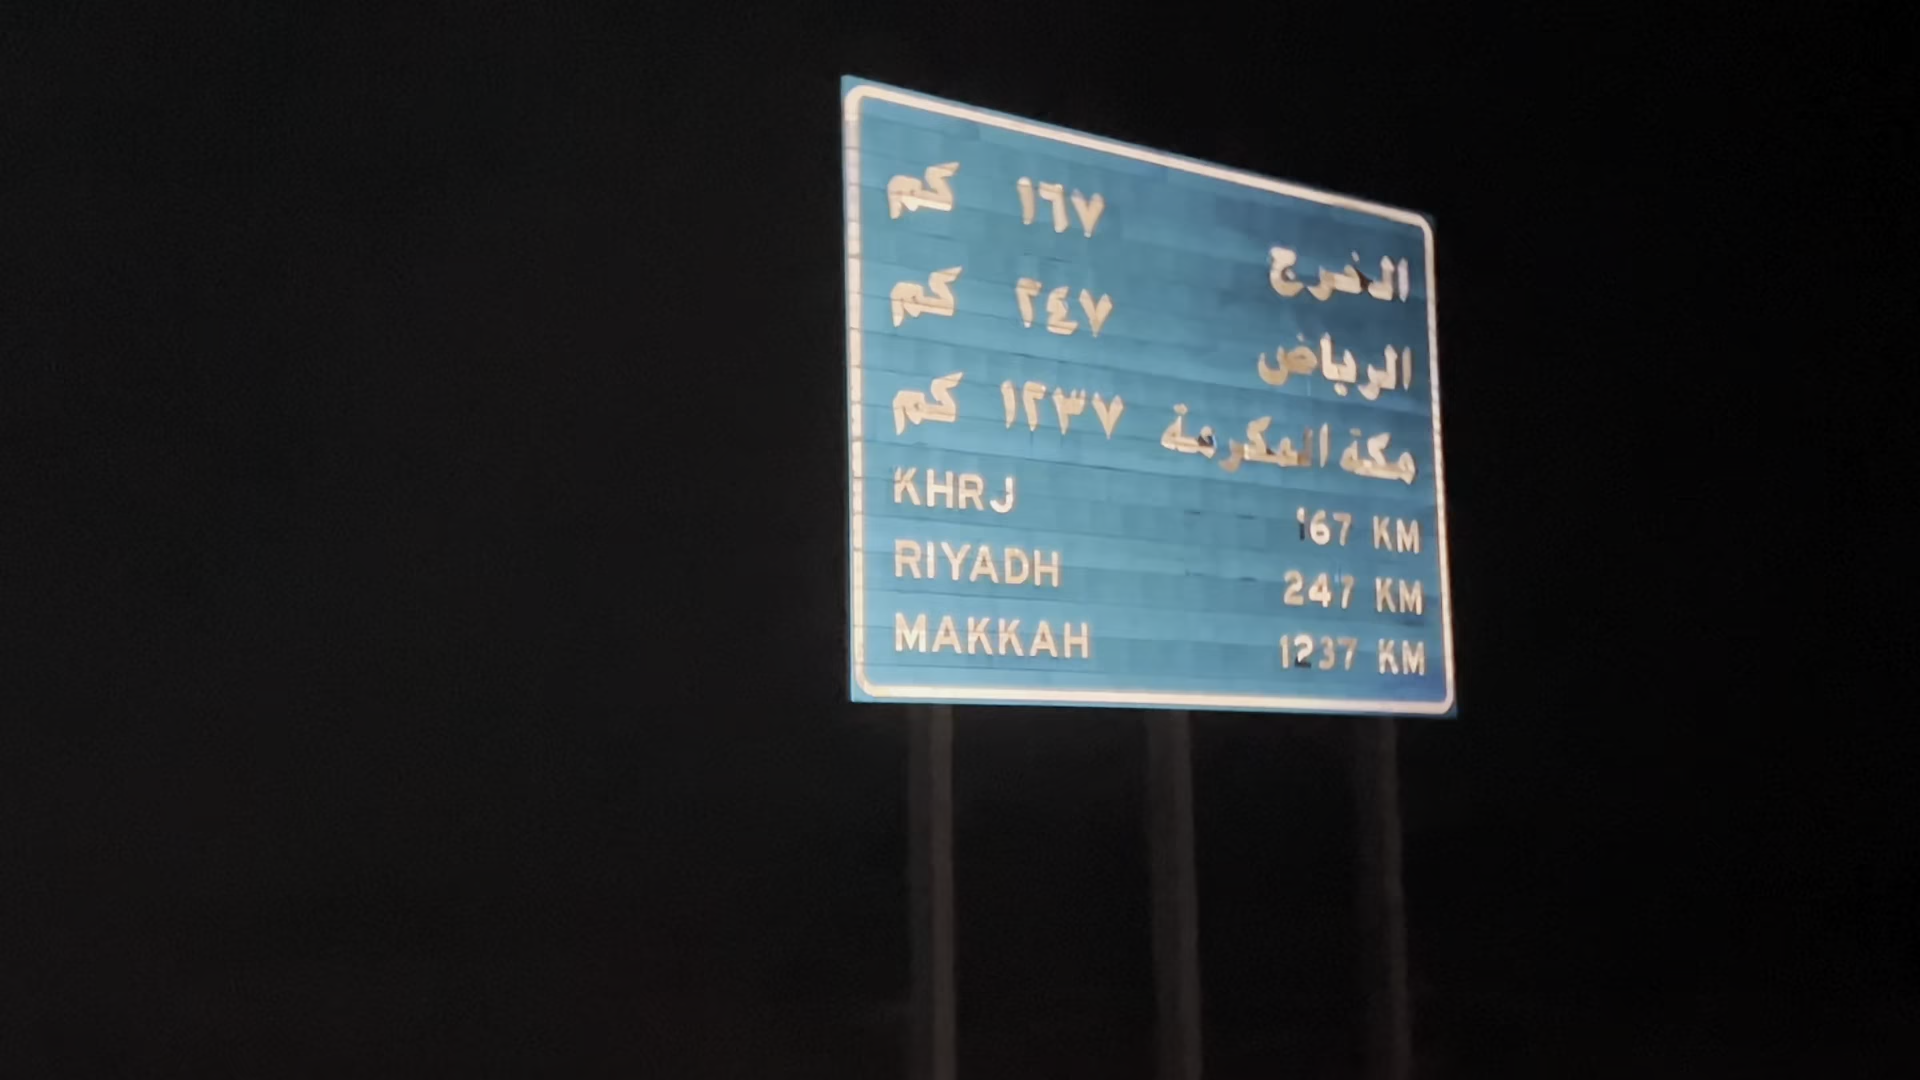 الخرج ١٦٧ كم
الرياض ٢٤٧ كم
مكة المكرمة ١٢٣٧ كم
KHRJ 167 KM
RIYADH 247 KM
MAKKAH 1237 KM